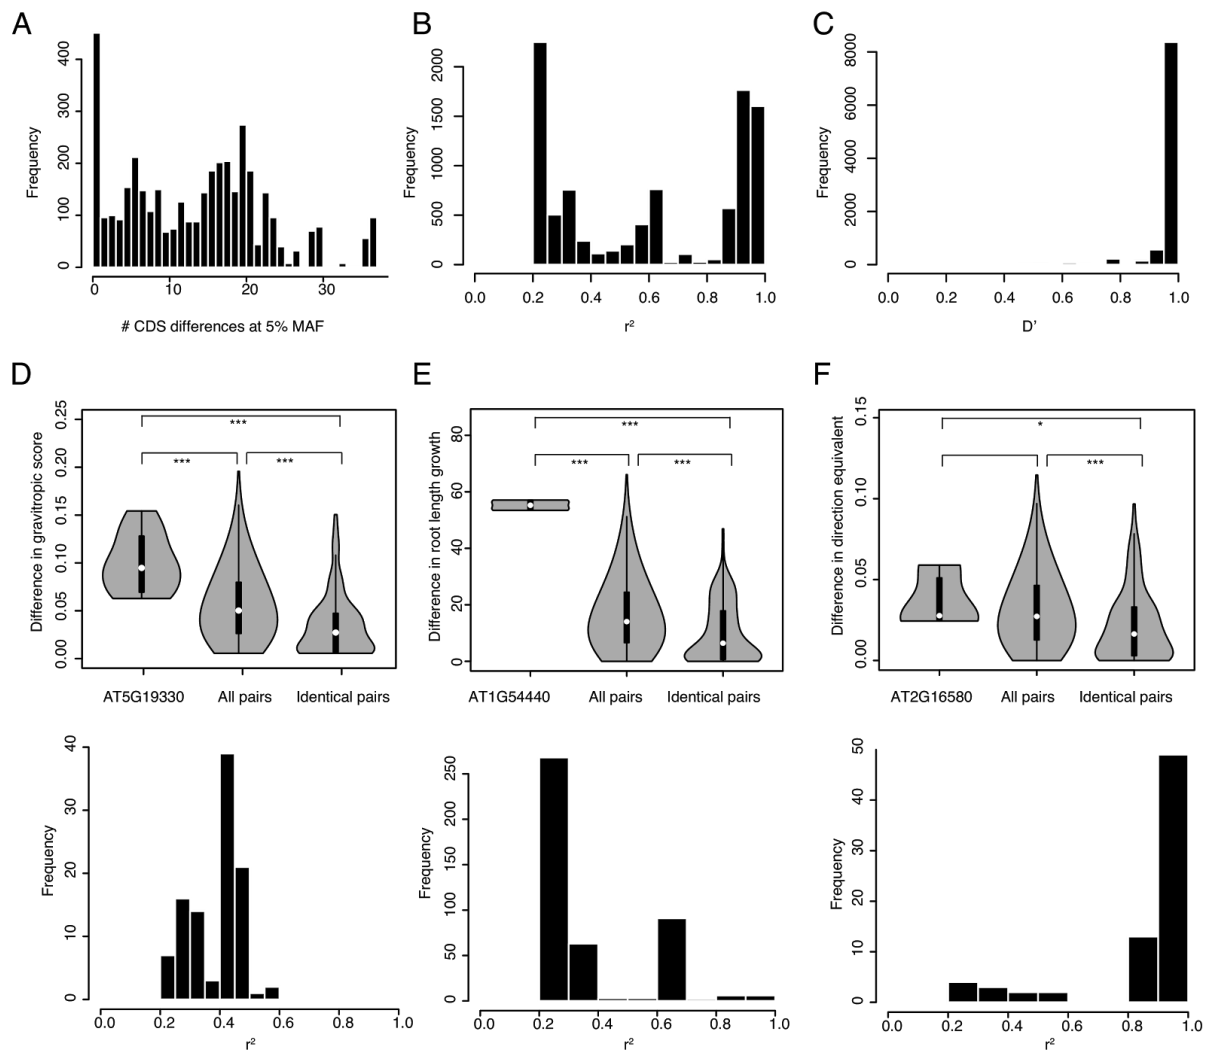 A
B
C
Frequency
400
300
200
100
0
0
10
20
30
# CDS differences at 5% MAF
Frequency
2000
1500
1000
500
0
0.0
0.2
0.4
0.6
0.8
1.0
r²
Frequency
8000
6000
4000
2000
0
0.0
0.2
0.4
0.6
0.8
1.0
D’
D
E
F
Difference in gravitropic score
0.25
0.20
0.15
0.10
0.05
0.00
***
***
***
AT5G19330
All pairs
Identical pairs
Difference in root length growth
80
60
40
20
0
***
***
***
AT1G54440
All pairs
Identical pairs
Difference in direction equivalent
0.15
0.10
0.05
0.00
*
***
AT2G16580
All pairs
Identical pairs
Frequency
40
30
20
10
0
0.0
0.2
0.4
0.6
0.8
1.0
r²
Frequency
250
200
150
100
50
0
0.0
0.2
0.4
0.6
0.8
1.0
r²
Frequency
50
40
30
20
10
0
0.0
0.2
0.4
0.6
0.8
1.0
r²